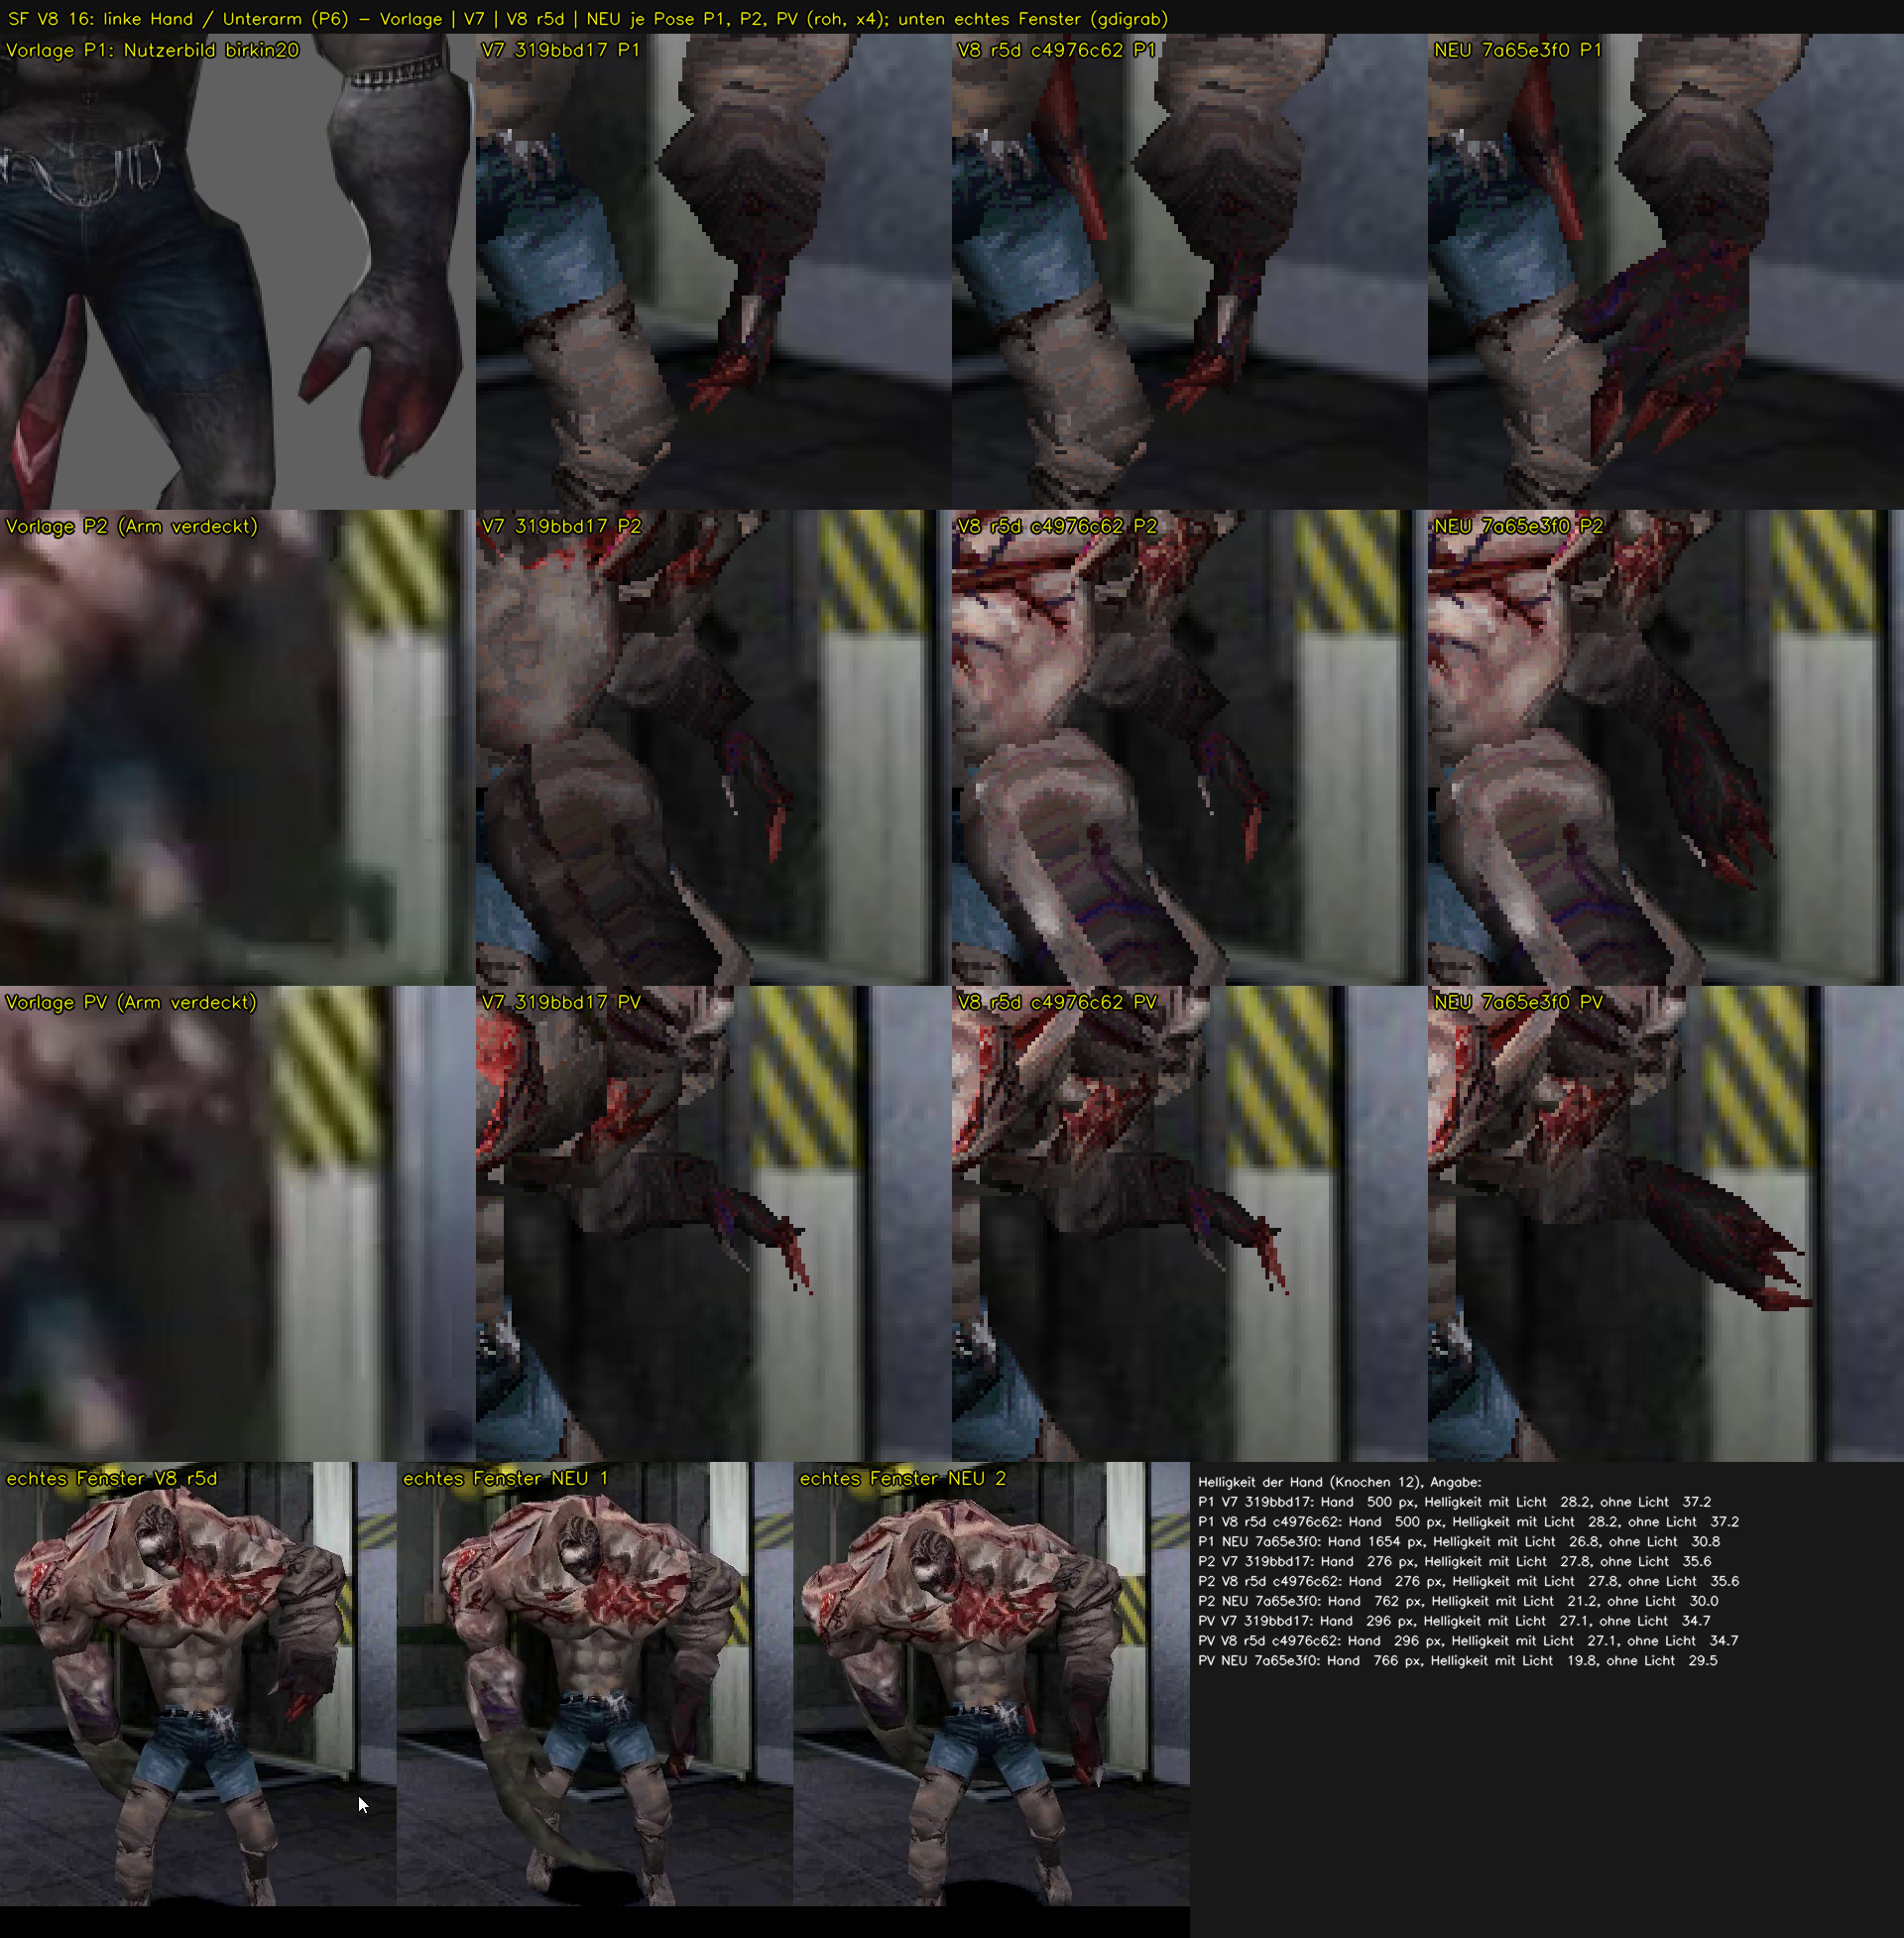 SF V8 16: linke Hand / Unterarm (P6) – Vorlage | V7 | V8 r5d | NEU je Pose P1, P2, PV (roh, x4); unten echtes Fenster (gdigrab)
Vorlage P1: Nutzerbild birkin20
V7 319bbd17 P1
V8 r5d c4976c62 P1
NEU 7a65e3f0 P1
Vorlage P2 (Arm verdeckt)
V7 319bbd17 P2
V8 r5d c4976c62 P2
NEU 7a65e3f0 P2
Vorlage PV (Arm verdeckt)
V7 319bbd17 PV
V8 r5d c4976c62 PV
NEU 7a65e3f0 PV
echtes Fenster V8 r5d
echtes Fenster NEU 1
echtes Fenster NEU 2
Helligkeit der Hand (Knochen 12), Angabe:
P1 V7 319bbd17: Hand 500 px, Helligkeit mit Licht 28.2, ohne Licht 37.2
P1 V8 r5d c4976c62: Hand 500 px, Helligkeit mit Licht 28.2, ohne Licht 37.2
P1 NEU 7a65e3f0: Hand 1654 px, Helligkeit mit Licht 26.8, ohne Licht 30.8
P2 V7 319bbd17: Hand 276 px, Helligkeit mit Licht 27.8, ohne Licht 35.6
P2 V8 r5d c4976c62: Hand 276 px, Helligkeit mit Licht 27.8, ohne Licht 35.6
P2 NEU 7a65e3f0: Hand 762 px, Helligkeit mit Licht 21.2, ohne Licht 30.0
PV V7 319bbd17: Hand 296 px, Helligkeit mit Licht 27.1, ohne Licht 34.7
PV V8 r5d c4976c62: Hand 296 px, Helligkeit mit Licht 27.1, ohne Licht 34.7
PV NEU 7a65e3f0: Hand 766 px, Helligkeit mit Licht 19.8, ohne Licht 29.5